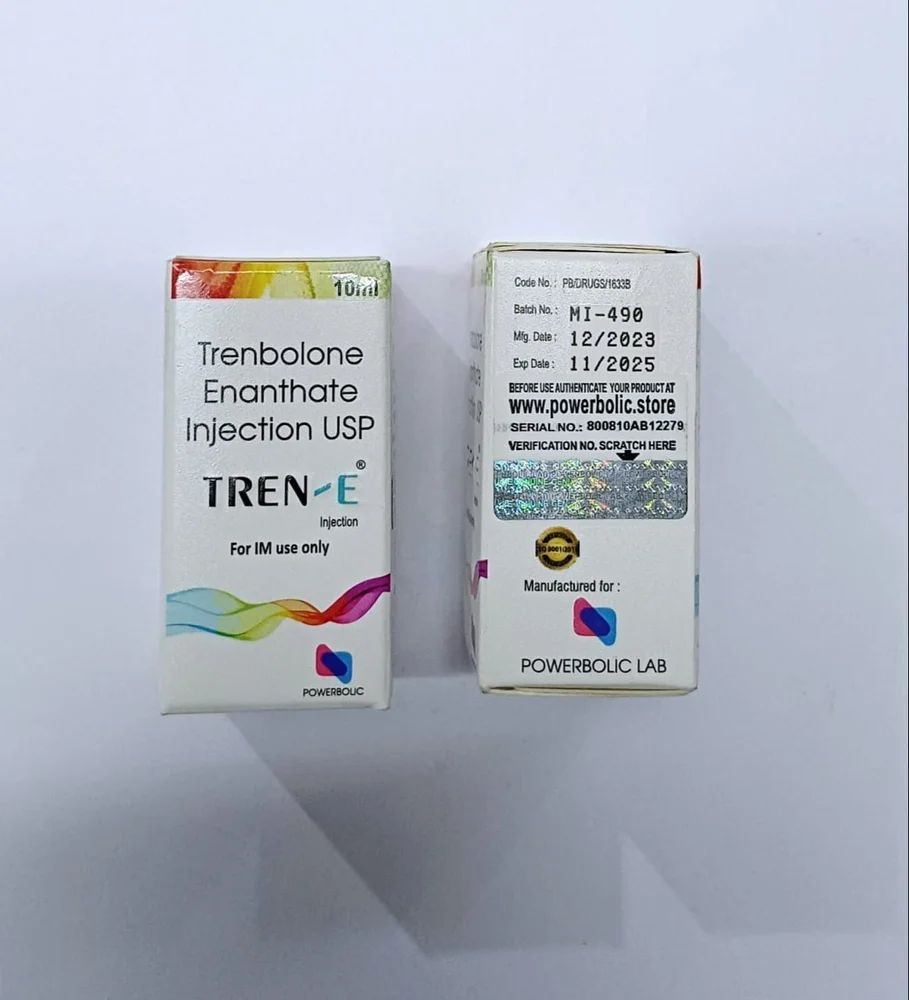 10ml
Trenbolone
Enanthate
Injection USP
TREN-E®
Injection
For IM use only
POWERBOLIC
Code No.: PB/DRUGS/1633B
Batch No.: MI-490
Mfg. Date: 12/2023
Exp Date: 11/2025
BEFORE USE AUTHENTICATE YOUR PRODUCT AT
www.powerbolic.store
SERIAL NO.: 800810AB12279
VERIFICATION NO. SCRATCH HERE
Manufactured for :
POWERBOLIC LAB